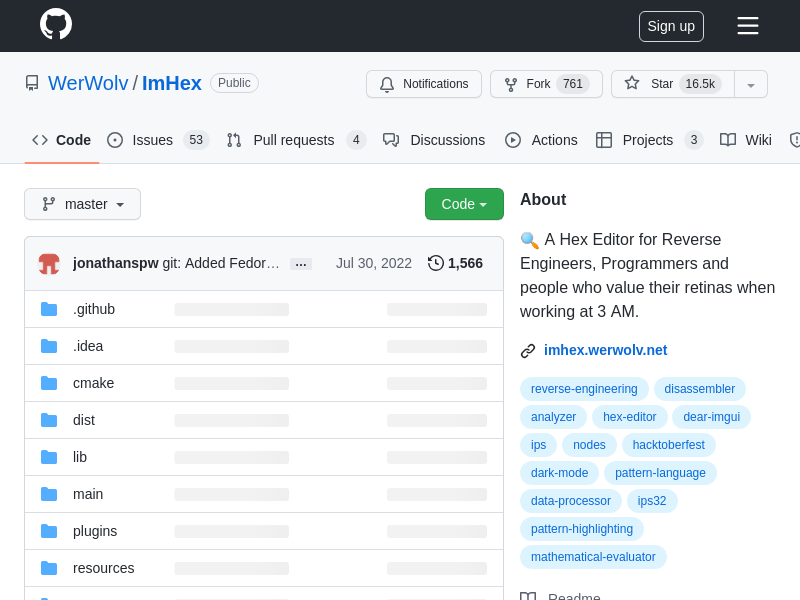 Sign up
WerWolv / ImHex Public
Notifications Fork 761 Star 16.5k
Code Issues 53 Pull requests 4 Discussions Actions Projects 3 Wiki
master Code
jonathanspw git: Added Fedor… … Jul 30, 2022 1,566
.github
.idea
cmake
dist
lib
main
plugins
resources
About
🔍 A Hex Editor for Reverse
Engineers, Programmers and
people who value their retinas when
working at 3 AM.
imhex.werwolv.net
reverse-engineering disassembler
analyzer hex-editor dear-imgui
ips nodes hacktoberfest
dark-mode pattern-language
data-processor ips32
pattern-highlighting
mathematical-evaluator
Readme